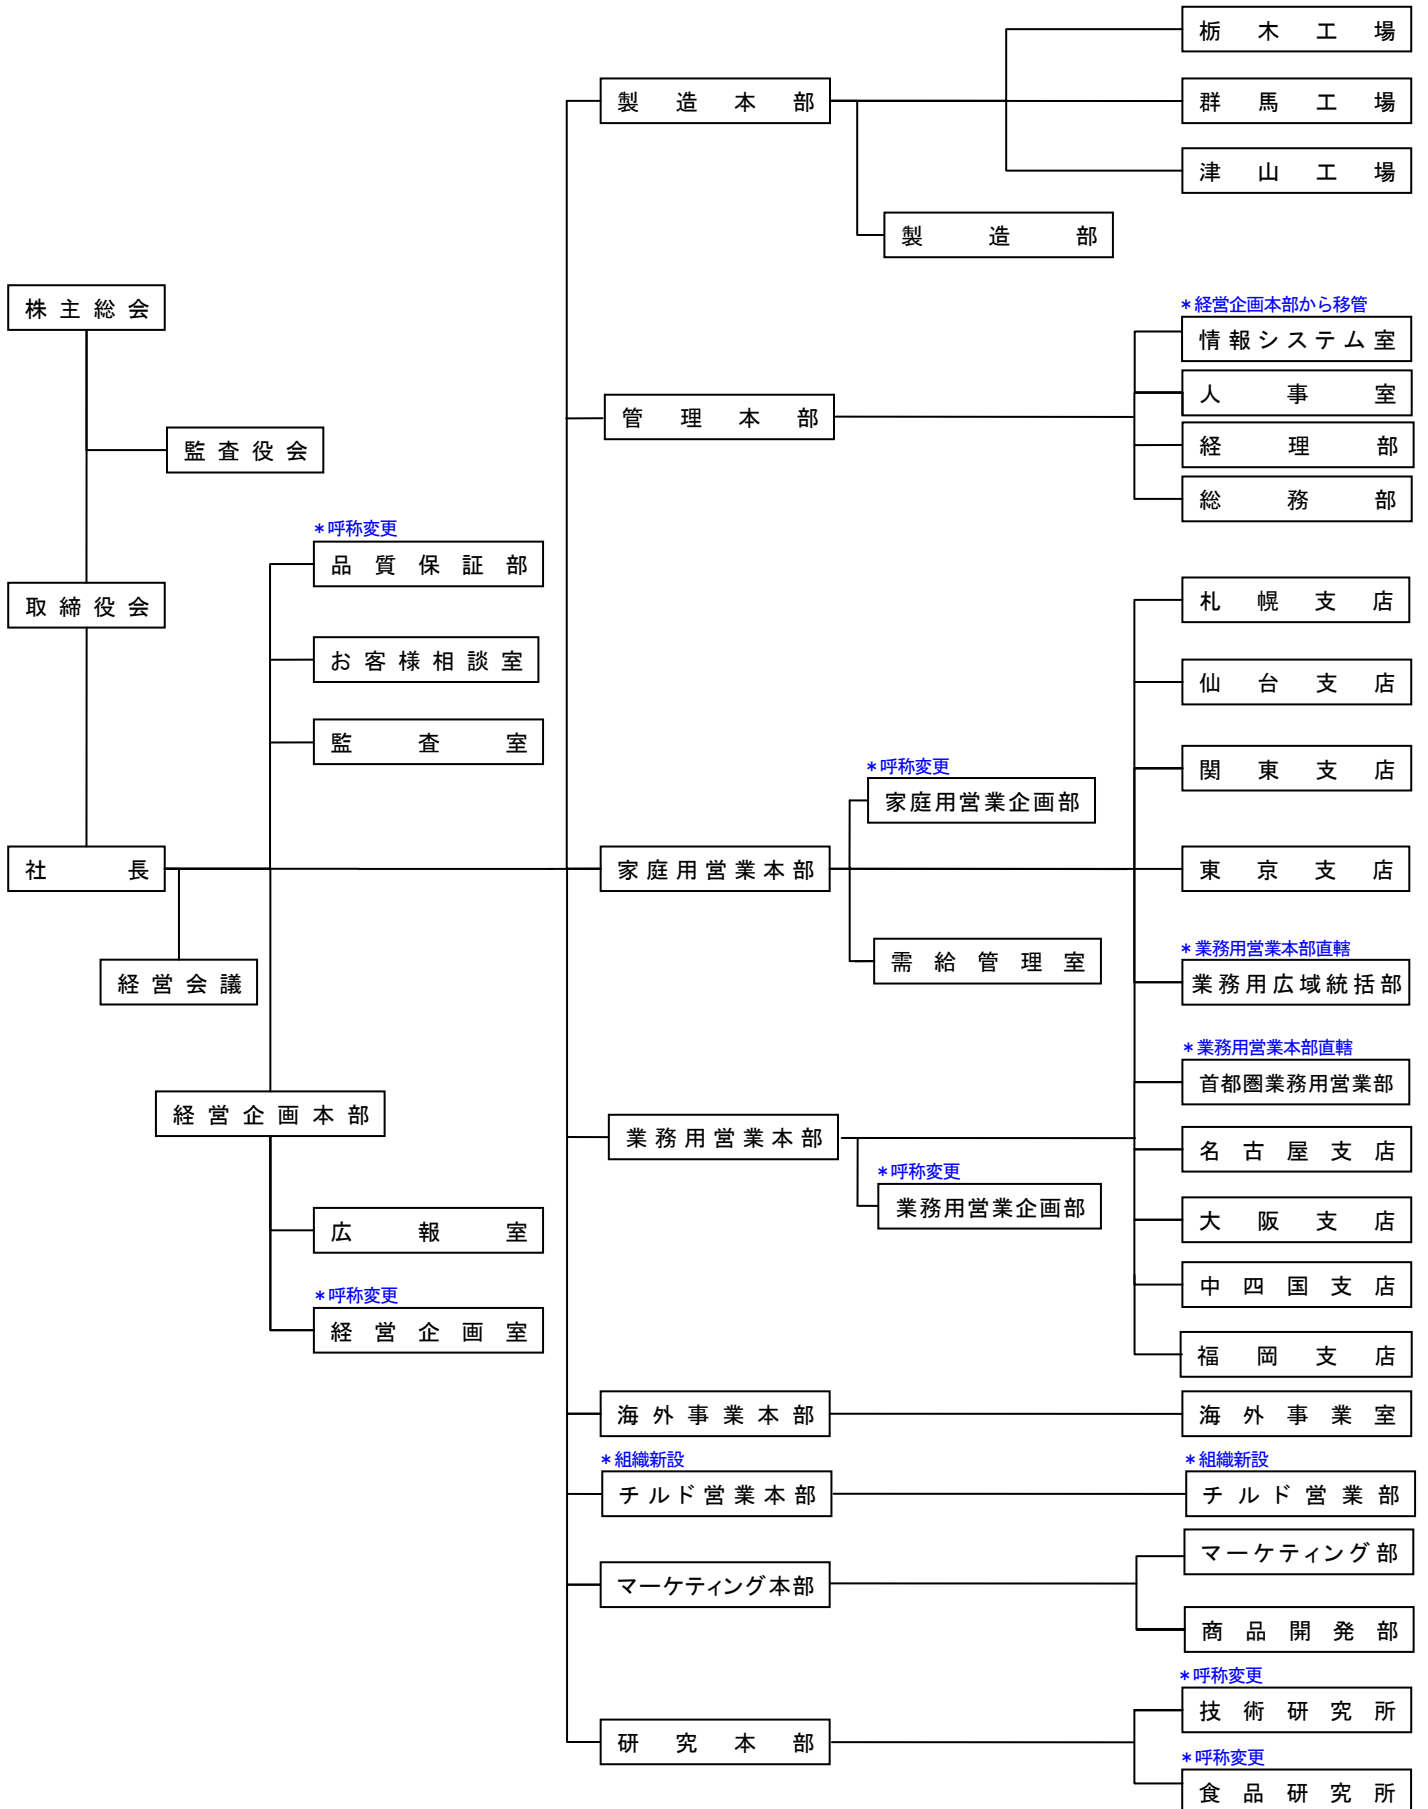 栃木工場
製造本部
群馬工場
津山工場
製造部
株主総会
*経営企画本部から移管
情報システム室
人事室
管理本部
監査役会
経理部
総務部
*呼称変更
品質保証部
取締役会
札幌支店
お客様相談室
仙台支店
監査室
関東支店
*呼称変更
家庭用営業企画部
社長
家庭用営業本部
東京支店
*業務用営業本部直轄
需給管理室
経営会議
業務用広域統括部
*業務用営業本部直轄
首都圏業務用営業部
経営企画本部
業務用営業本部
名古屋支店
*呼称変更
業務用営業企画部
広報室
大阪支店
*呼称変更
中四国支店
経営企画室
福岡支店
海外事業本部
海外事業室
*組織新設
*組織新設
チルド営業本部
チルド営業部
マーケティング部
マーケティング本部
商品開発部
*呼称変更
技術研究所
研究本部
*呼称変更
食品研究所